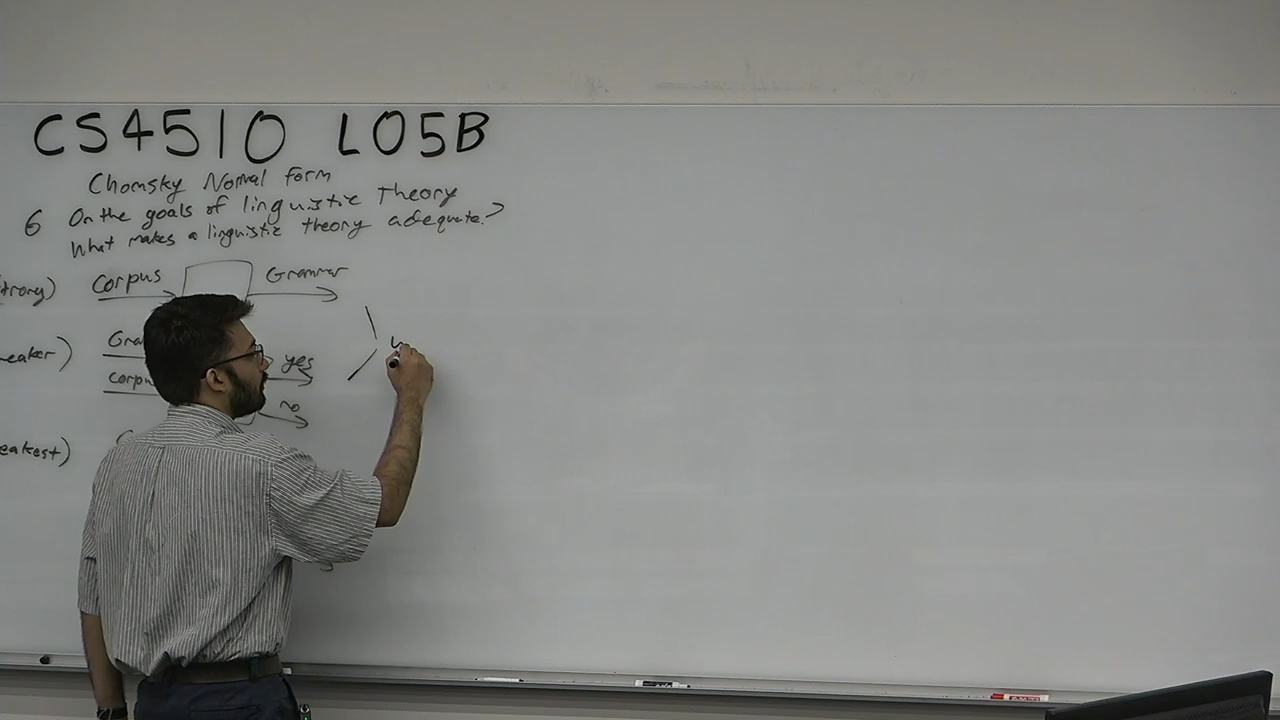 CS4510 L05B
Chomsky Normal Form
6 On the goals of linguistic Theory
What makes a linguistic theory adequate?
trong) Corpus Grammar
Gra
eaker) yes
corpu
no
eakest)